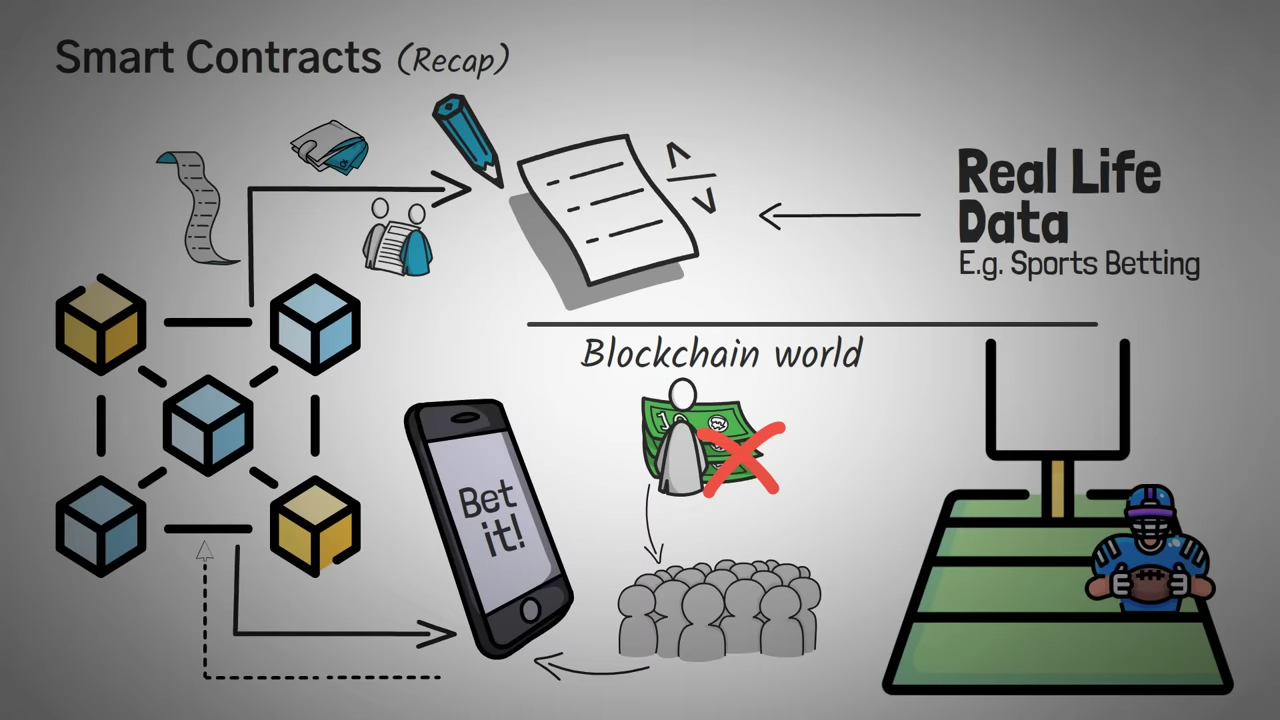 Smart Contracts (Recap)
Real Life
Data
E.g. Sports Betting
Blockchain world
Bet
it!